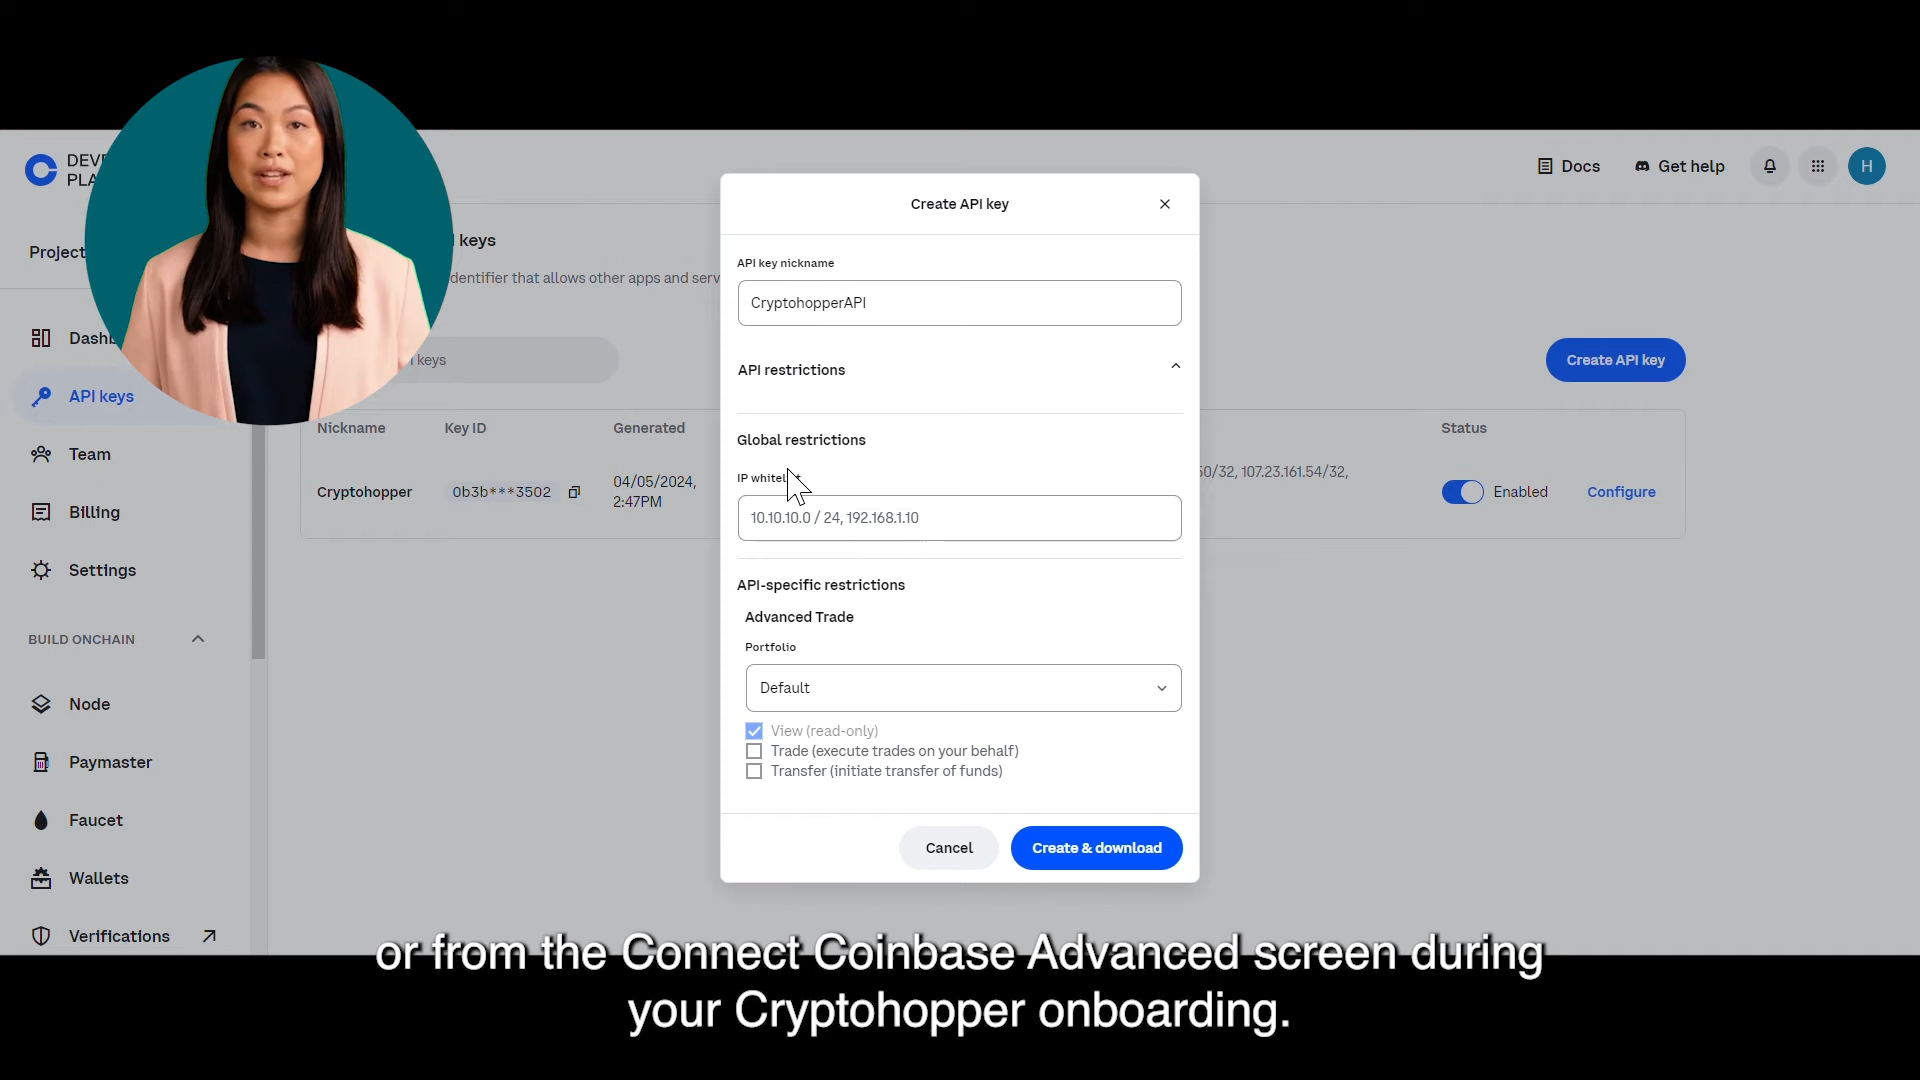 DEV
PLA
Docs
Get help
H
Project
keys
dentifier that allows other apps and serv
Dashb
keys
Create API key
API keys
Nickname
Key ID
Generated
Status
Cryptohopper
0b3b***3502
04/05/2024,
2:47PM
0/32, 107.23.161.54/32,
Enabled
Configure
Team
Billing
Settings
BUILD ONCHAIN
Node
Paymaster
Faucet
Wallets
Verifications
Create API key
API key nickname
CryptohopperAPI
API restrictions
Global restrictions
IP whitel
10.10.10.0 / 24, 192.168.1.10
API-specific restrictions
Advanced Trade
Portfolio
Default
View (read-only)
Trade (execute trades on your behalf)
Transfer (initiate transfer of funds)
Cancel
Create & download
or from the Connect Coinbase Advanced screen during
your Cryptohopper onboarding.